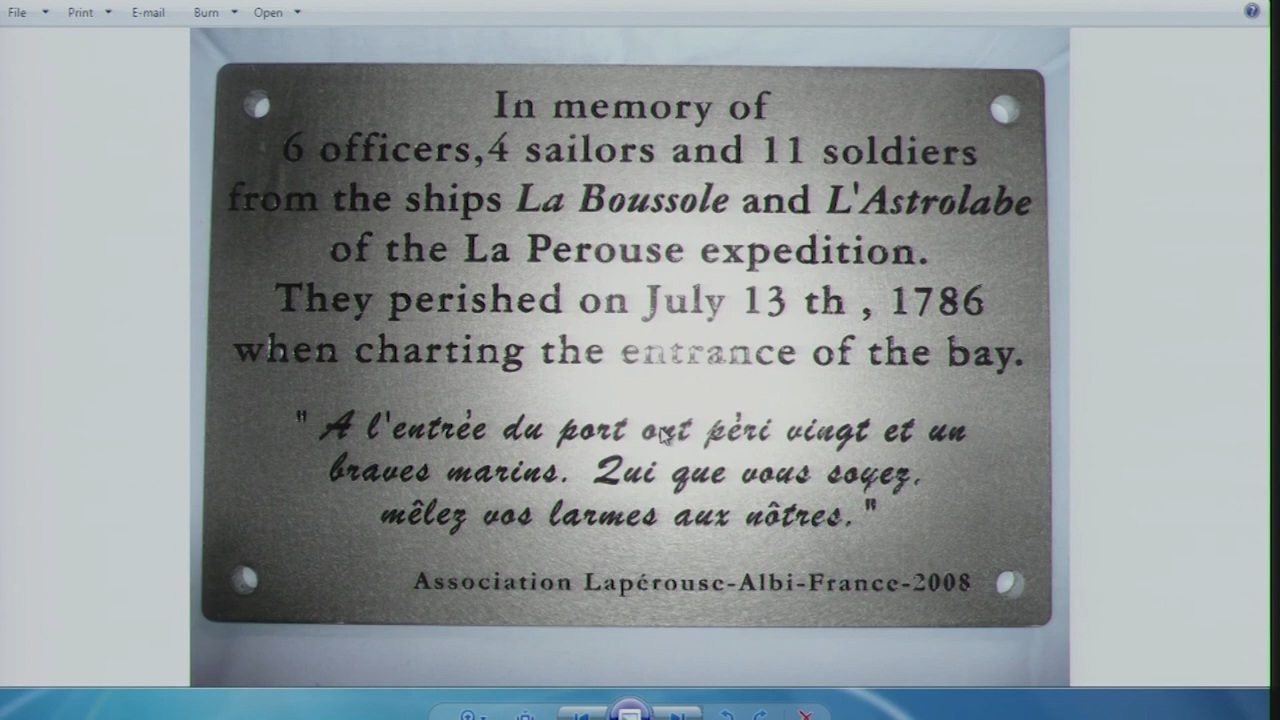 File Print E-mail Burn Open
In memory of
6 officers,4 sailors and 11 soldiers
from the ships La Boussole and L'Astrolabe
of the La Perouse expedition.
They perished on July 13 th , 1786
when charting the entrance of the bay.
" A l'entrée du port ont péri vingt et un
braves marins. Qui que vous soyez,
mêlez vos larmes aux nôtres."
Association Lapérouse-Albi-France-2008